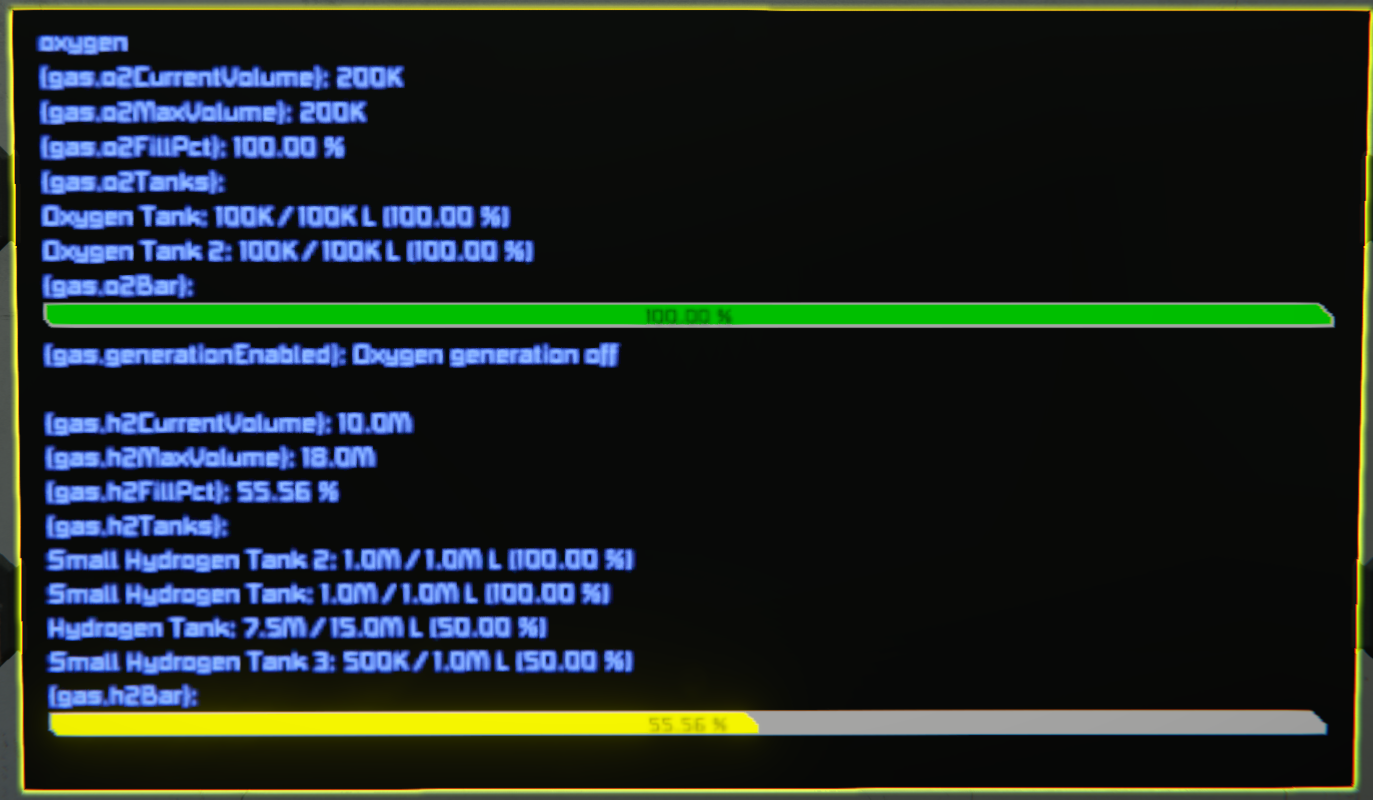 oxygen
{gas.o2CurrentVolume}: 200K
{gas.o2MaxVolume}: 200K
{gas.o2FillPct}: 100.00 %
{gas.o2Tanks}:
Oxygen Tank: 100K / 100K L (100.00 %)
Oxygen Tank 2: 100K / 100K L (100.00 %)
{gas.o2Bar}:
100.00 %
{gas.generationEnabled}: Oxygen generation off
{gas.h2CurrentVolume}: 10.0M
{gas.h2MaxVolume}: 18.0M
{gas.h2FillPct}: 55.56 %
{gas.h2Tanks}:
Small Hydrogen Tank 2: 1.0M / 1.0M L (100.00 %)
Small Hydrogen Tank: 1.0M / 1.0M L (100.00 %)
Hydrogen Tank: 7.5M / 15.0M L (50.00 %)
Small Hydrogen Tank 3: 500K / 1.0M L (50.00 %)
{gas.h2Bar}:
55.56 %